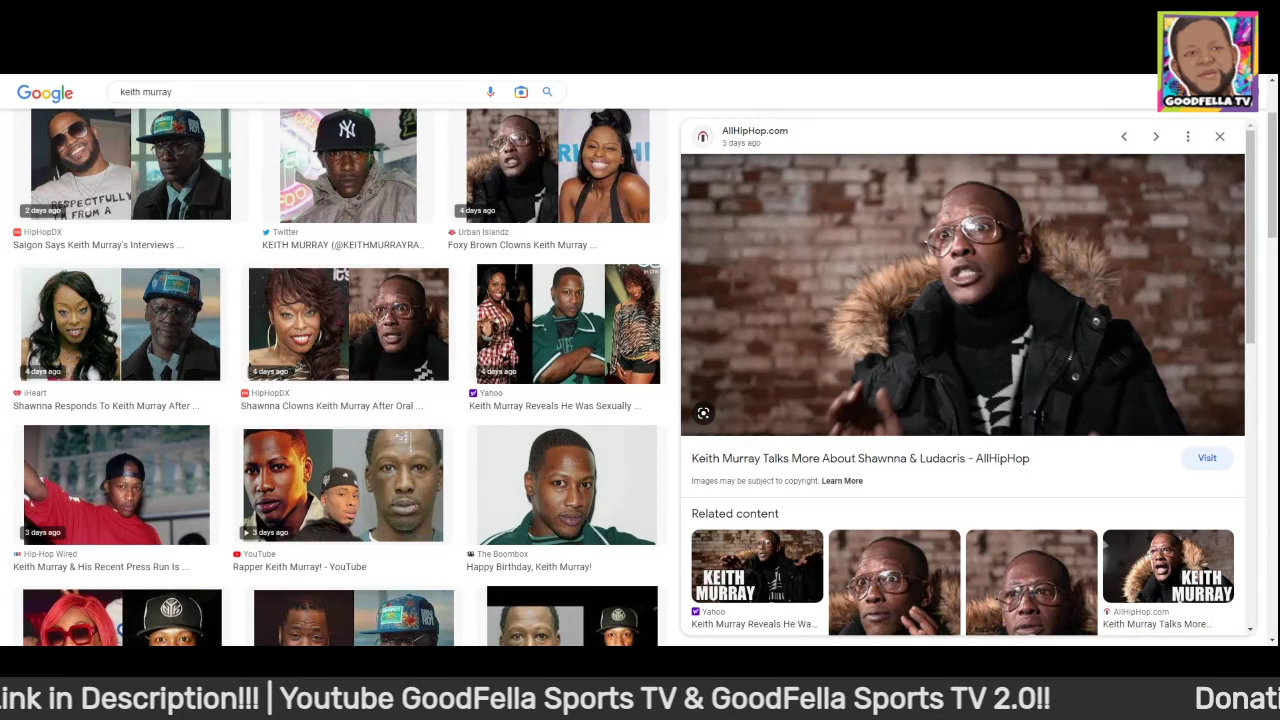 GOODFELLA TV
Google
keith murray
RESPECTFULLY
FROM A
2 days ago
4 days ago
HipHopDX
Twitter
Urban Islandz
Saigon Says Keith Murray's Interviews ...
KEITH MURRAY (@KEITHMURRAYRA...
Foxy Brown Clowns Keith Murray ...
4 days ago
4 days ago
4 days ago
iHeart
HipHopDX
Yahoo
Shawnna Responds To Keith Murray After ...
Shawnna Clowns Keith Murray After Oral ...
Keith Murray Reveals He Was Sexually ...
3 days ago
3 days ago
Hip-Hop Wired
YouTube
The Boombox
Keith Murray & His Recent Press Run Is ...
Rapper Keith Murray! - YouTube
Happy Birthday, Keith Murray!
AllHipHop.com
5 days ago
Keith Murray Talks More About Shawnna & Ludacris - AllHipHop
Visit
Images may be subject to copyright. Learn More
Related content
KEITH
MURRAY
KEITH
MURRAY
Yahoo
AllHipHop.com
Keith Murray Reveals He Wa...
Keith Murray Talks More...
ink in Description!!! | Youtube GoodFella Sports TV & GoodFella Sports TV 2.0!!
Donati